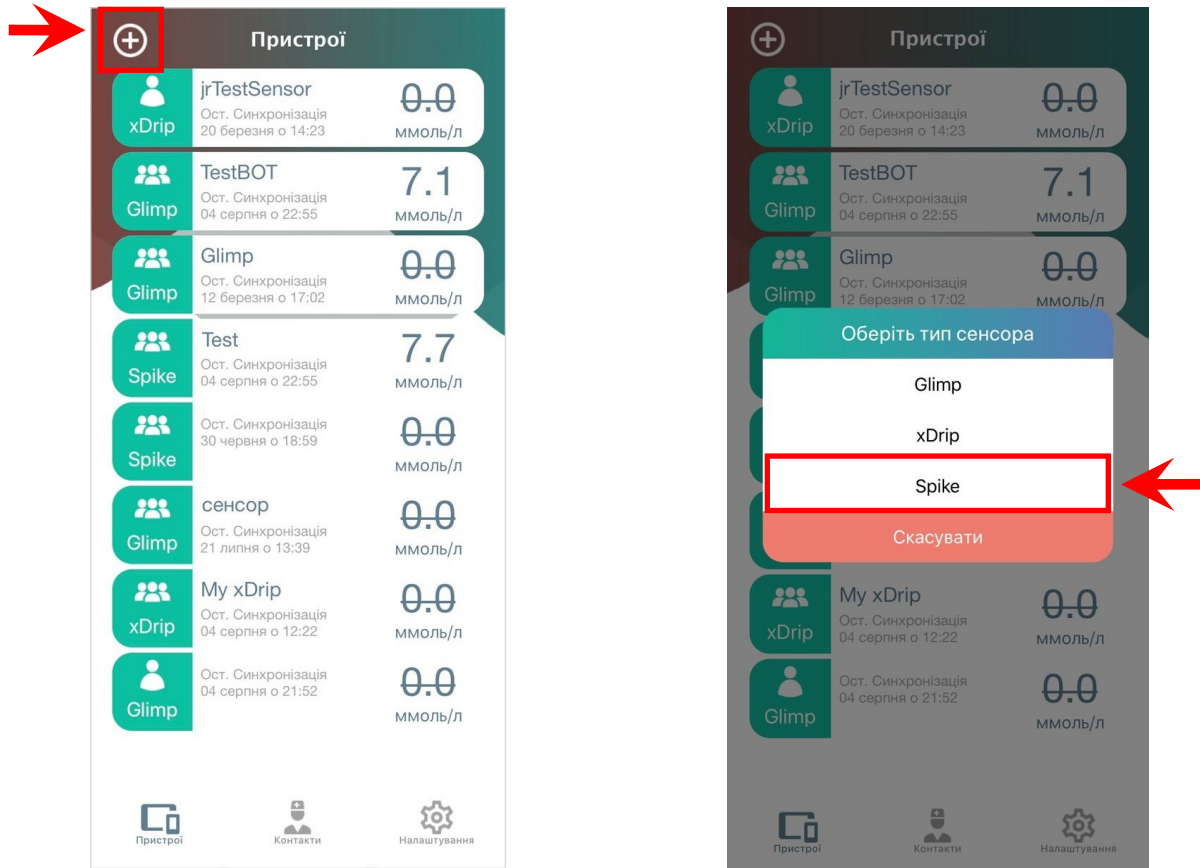 Пристрої
jrTestSensor
Ост. Синхронізація
20 березня о 14:23
xDrip
0.0
ммоль/л
TestBOT
Ост. Синхронізація
04 серпня о 22:55
Glimp
7.1
ммоль/л
Glimp
Ост. Синхронізація
12 березня о 17:02
Glimp
0.0
ммоль/л
Test
Ост. Синхронізація
04 серпня о 22:55
Spike
7.7
ммоль/л
Ост. Синхронізація
30 червня о 18:59
Spike
0.0
ммоль/л
сенсор
Ост. Синхронізація
21 липня о 13:39
Glimp
0.0
ммоль/л
My xDrip
Ост. Синхронізація
04 серпня о 12:22
xDrip
0.0
ммоль/л
Ост. Синхронізація
04 серпня о 21:52
Glimp
0.0
ммоль/л
Пристрої
Контакти
Налаштування
Пристрої
jrTestSensor
Ост. Синхронізація
20 березня о 14:23
xDrip
0.0
ммоль/л
TestBOT
Ост. Синхронізація
04 серпня о 22:55
Glimp
7.1
ммоль/л
Glimp
Ост. Синхронізація
12 березня о 17:02
Glimp
0.0
ммоль/л
Оберіть тип сенсора
Glimp
xDrip
Spike
Скасувати
My xDrip
Ост. Синхронізація
04 серпня о 12:22
xDrip
0.0
ммоль/л
Ост. Синхронізація
04 серпня о 21:52
Glimp
0.0
ммоль/л
Пристрої
Контакти
Налаштування